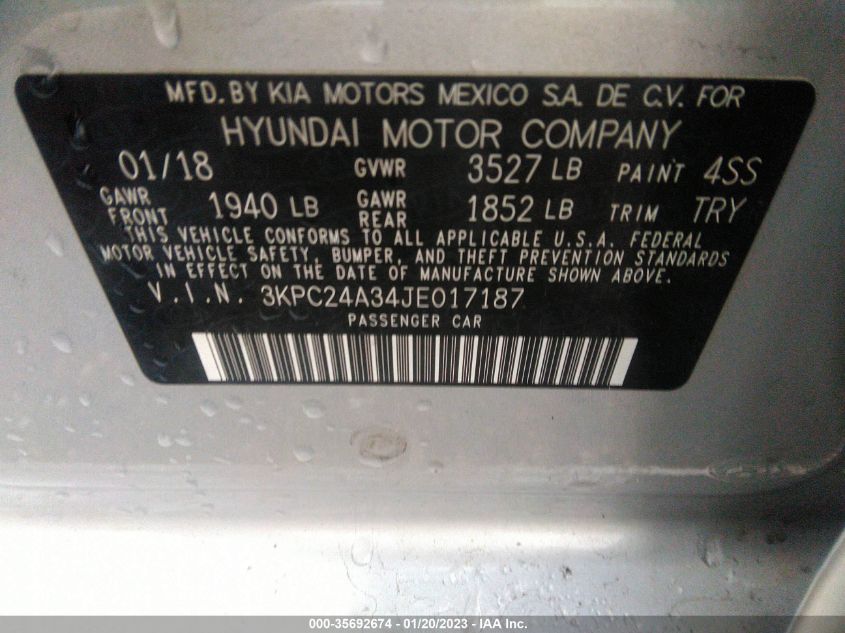 MFD. BY KIA MOTORS MEXICO S.A. DE C.V. FOR
HYUNDAI MOTOR COMPANY
01/18 GVWR 3527 LB PAINT 4SS
GAWR FRONT 1940 LB GAWR REAR 1852 LB TRIM TRY
THIS VEHICLE CONFORMS TO ALL APPLICABLE U.S.A. FEDERAL
MOTOR VEHICLE SAFETY, BUMPER, AND THEFT PREVENTION STANDARDS
IN EFFECT ON THE DATE OF MANUFACTURE SHOWN ABOVE.
V.I.N. 3KPC24A34JE017187
PASSENGER CAR
000-35692674 - 01/20/2023 - IAA Inc.